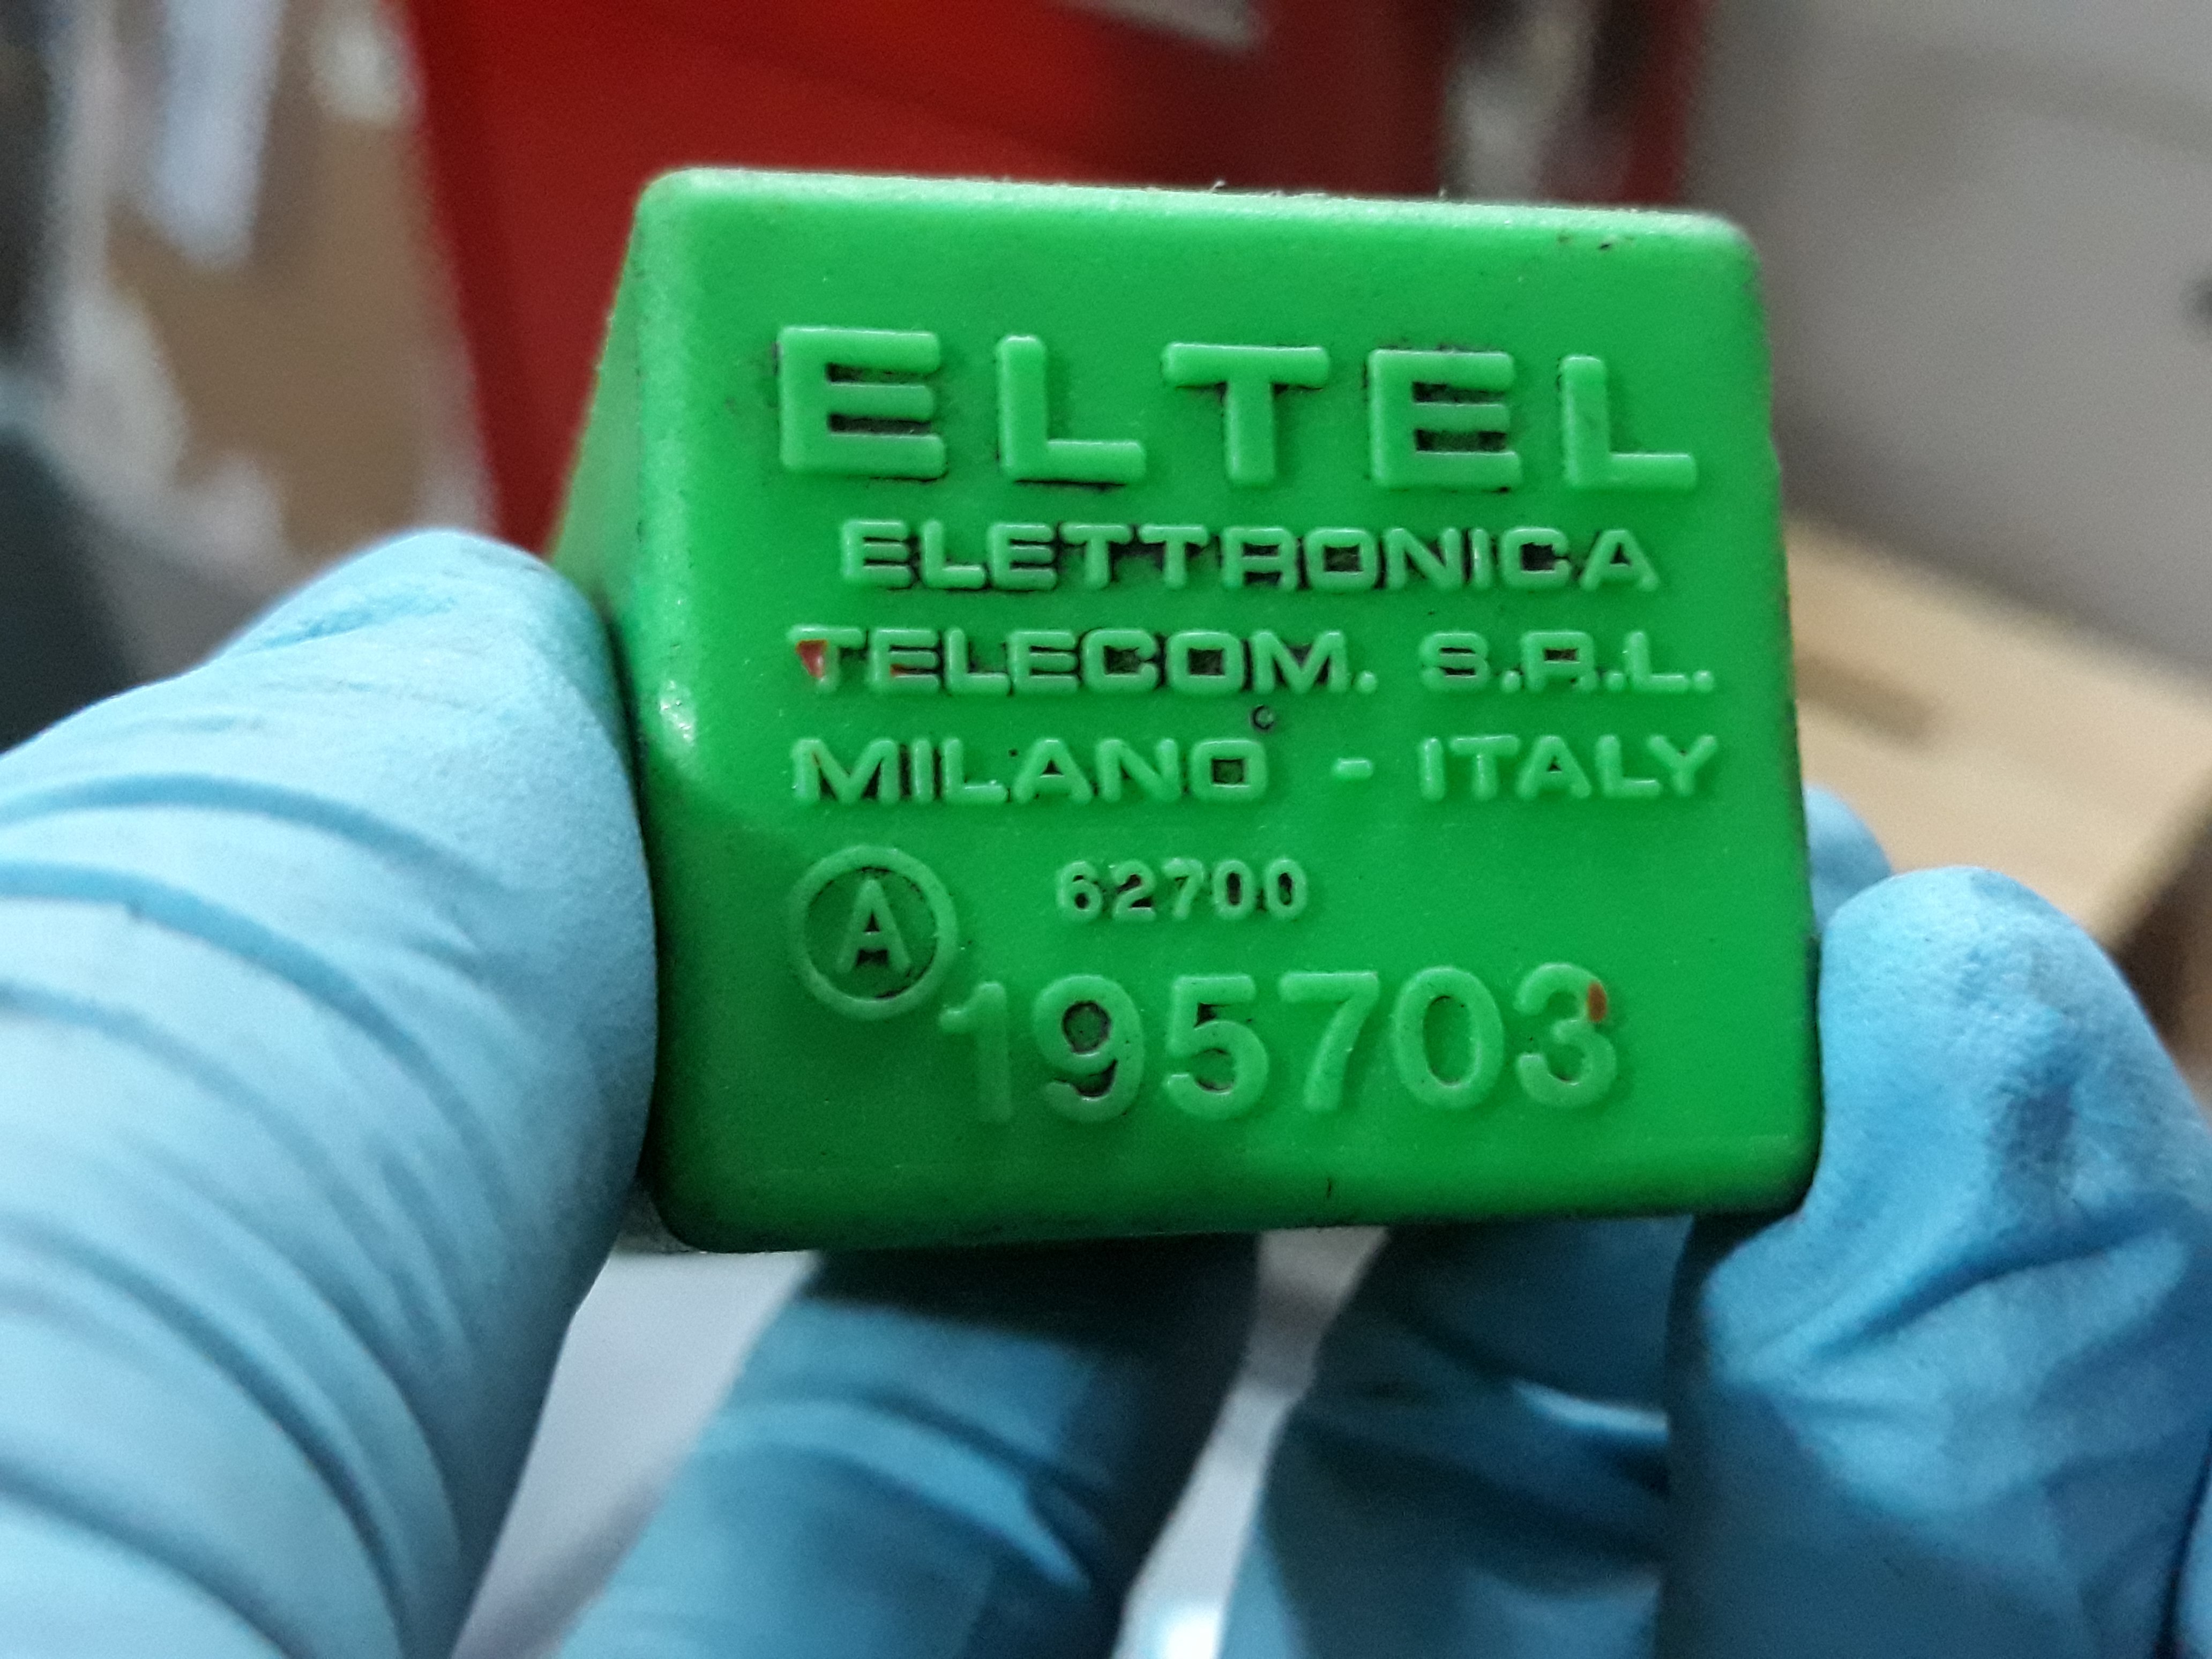 ELTEL
ELETTRONICA
TELECOM. S.R.L.
MILANO - ITALY
A 62700
195703